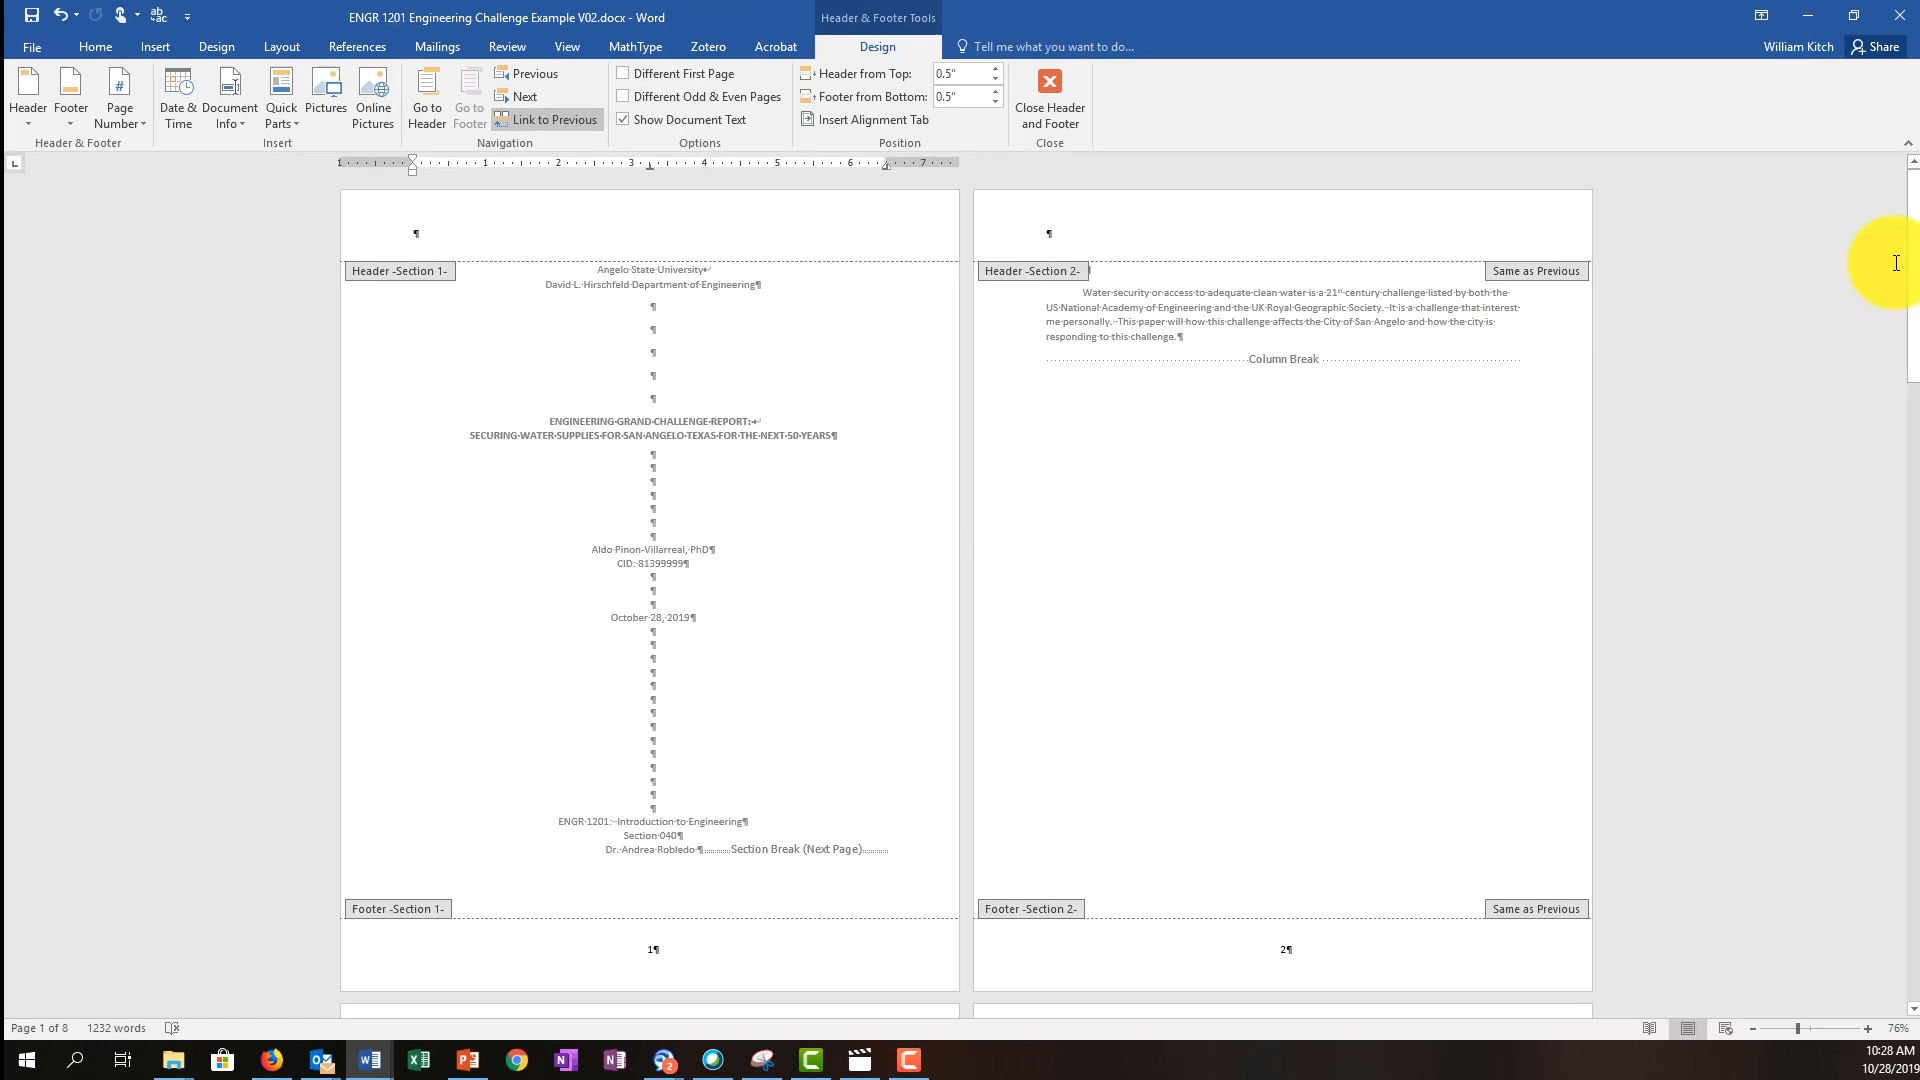 ENGR 1201 Engineering Challenge Example V02.docx - Word
Header & Footer Tools
File Home Insert Design Layout References Mailings Review View MathType Zotero Acrobat Design Tell me what you want to do... William Kitch Share
Header
Footer
Page Number
Header & Footer
Date & Time
Document Info
Quick Parts
Pictures
Online Pictures
Insert
Go to Header
Go to Footer
Previous
Next
Link to Previous
Navigation
Different First Page
Different Odd & Even Pages
Show Document Text
Options
Header from Top: 0.5"
Footer from Bottom: 0.5"
Insert Alignment Tab
Position
Close Header and Footer
Close
1 1 2 3 4 5 6 7
¶
Header -Section 1-
Angelo·State·University↵
David·L.·Hirschfeld·Department·of·Engineering¶
¶
¶
¶
¶
¶
ENGINEERING·GRAND·CHALLENGE·REPORT:·↵
SECURING·WATER·SUPPLIES·FOR·SAN·ANGELO·TEXAS·FOR·THE·NEXT·50·YEARS¶
¶
¶
¶
¶
¶
¶
¶
Aldo·Pinon-Villarreal,·PhD¶
CID:·81399999¶
¶
¶
¶
October·28,·2019¶
¶
¶
¶
¶
¶
¶
¶
¶
¶
¶
¶
¶
¶
¶
ENGR·1201:··Introduction·to·Engineering¶
Section·040¶
Dr.·Andrea·Robledo·¶ Section Break (Next Page)
Footer -Section 1-
1¶
¶
Header -Section 2-
Same as Previous
Water·security·or·access·to·adequate·clean·water·is·a·21st·century·challenge·listed·by·both·the·
US·National·Academy·of·Engineering·and·the·UK·Royal·Geographic·Society.··It·is·a·challenge·that·interest·
me·personally.··This·paper·will·how·this·challenge·affects·the·City·of·San·Angelo·and·how·the·city·is·
responding·to·this·challenge.¶
Column Break
Footer -Section 2-
Same as Previous
2¶
Page 1 of 8 1232 words 76%
2
10:28 AM
10/28/2019